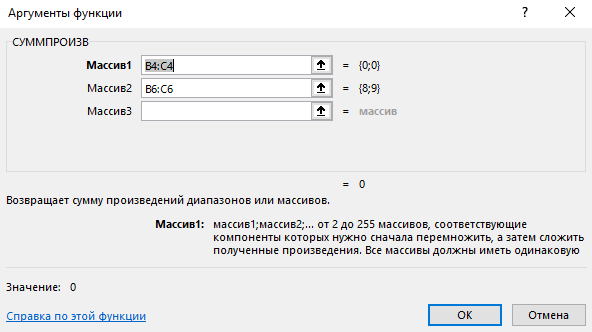 Аргументы функции
? ×
СУММПРОИЗВ
Массив1 B4:C4 = {0;0}
Массив2 B6:C6 = {8;9}
Массив3 = массив
= 0
Возвращает сумму произведений диапазонов или массивов.
Массив1: массив1;массив2;... от 2 до 255 массивов, соответствующие
компоненты которых нужно сначала перемножить, а затем сложить
полученные произведения. Все массивы должны иметь одинаковую
Значение: 0
Справка по этой функции
ОК Отмена